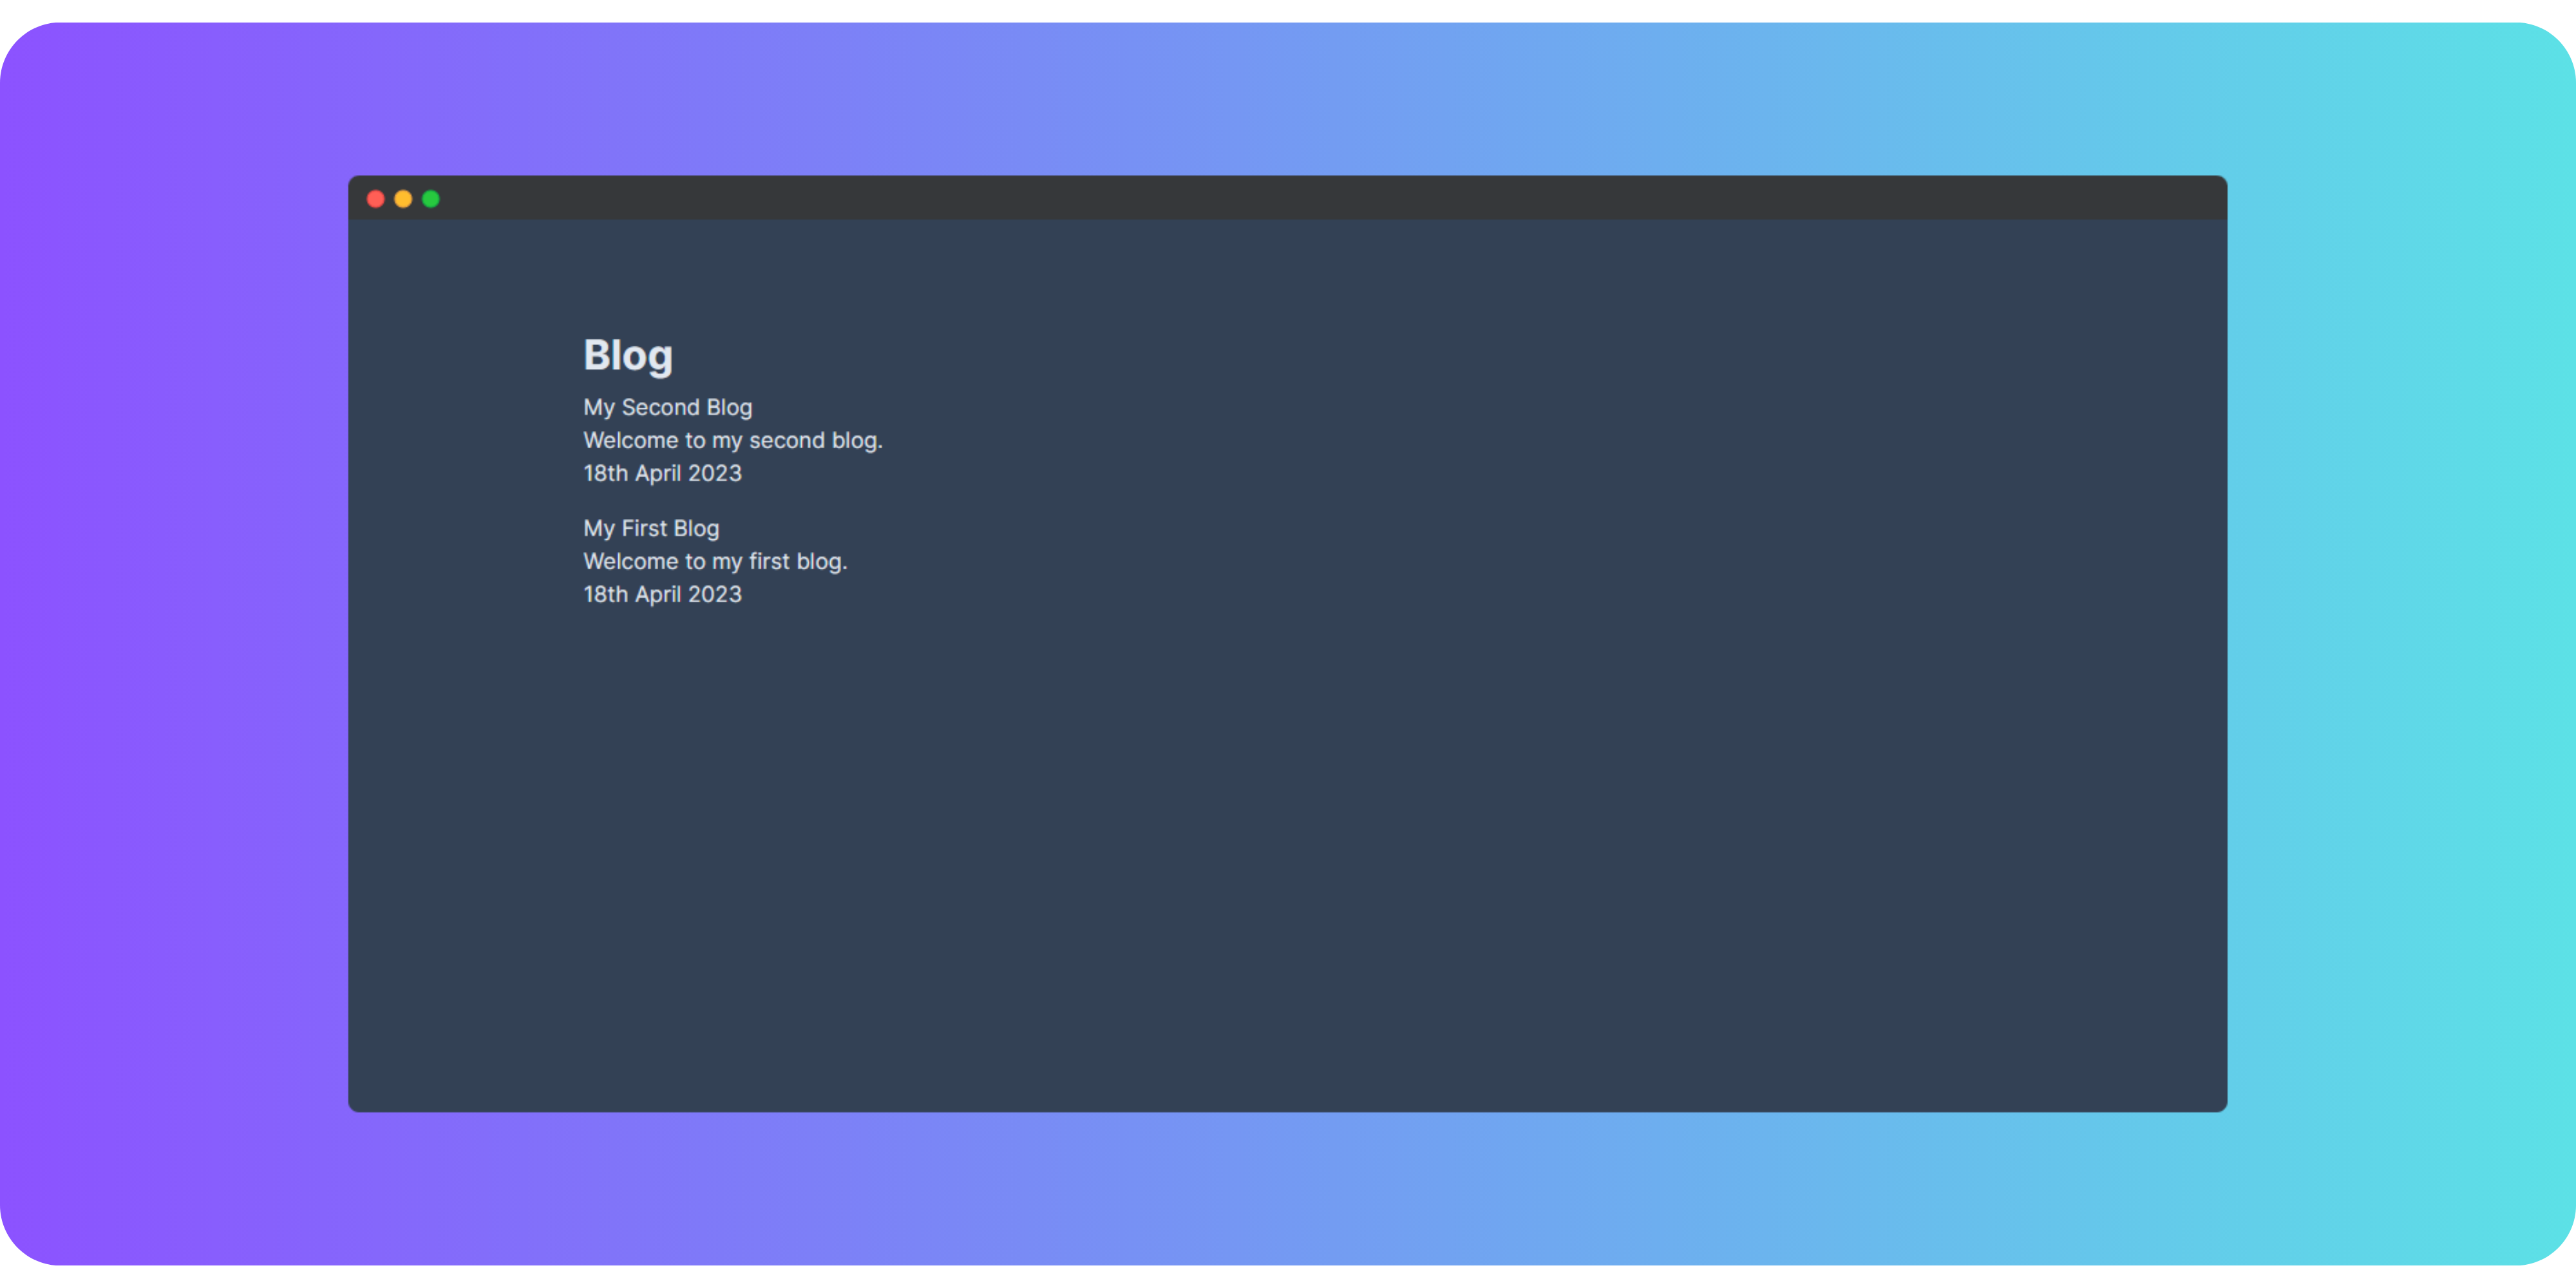 Blog
My Second Blog
Welcome to my second blog.
18th April 2023
My First Blog
Welcome to my first blog.
18th April 2023